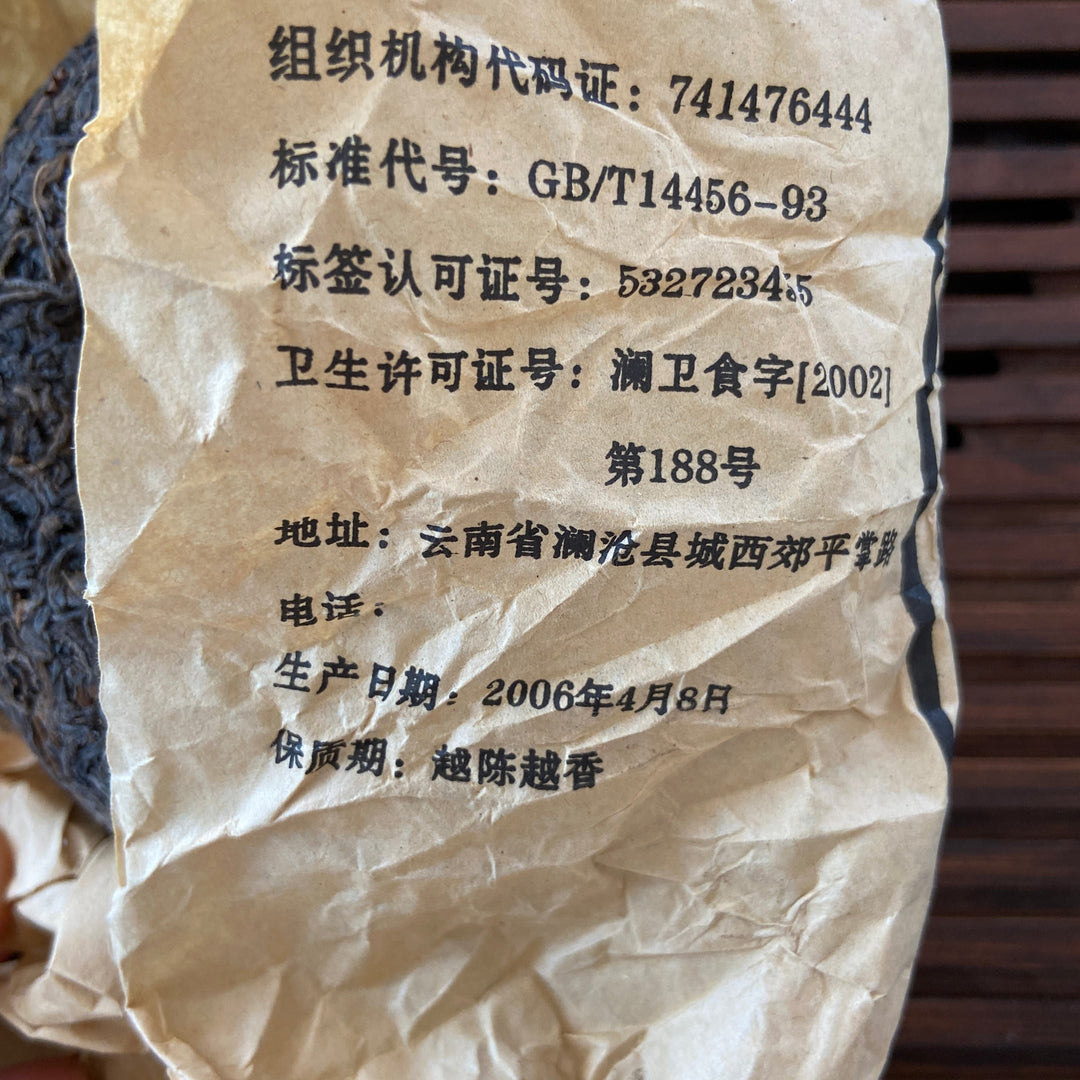 组织机构代码证：741476444
标准代号：GB/T14456-93
标签认可证号：532723455
卫生许可证号：澜卫食字[2002]
第188号
地址：云南省澜沧县城西郊平掌路
电话：
生产日期：2006年4月8日
保质期：越陈越香